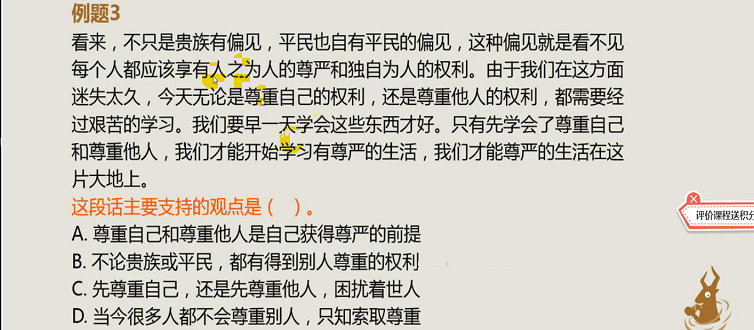 例题3
看来，不只是贵族有偏见，平民也自有平民的偏见，这种偏见就是看不见
每个人都应该享有人之为人的尊严和独自为人的权利。由于我们在这方面
迷失太久，今天无论是尊重自己的权利，还是尊重他人的权利，都需要经
过艰苦的学习。我们要早一天学会这些东西才好。只有先学会了尊重自己
和尊重他人，我们才能开始学习有尊严的生活，我们才能尊严的生活在这
片大地上。
这段话主要支持的观点是（ ）。
A. 尊重自己和尊重他人是自己获得尊严的前提
B. 不论贵族或平民，都有得到别人尊重的权利
C. 先尊重自己，还是先尊重他人，困扰着世人
D. 当今很多人都不会尊重别人，只知索取尊重
评价课程送积分